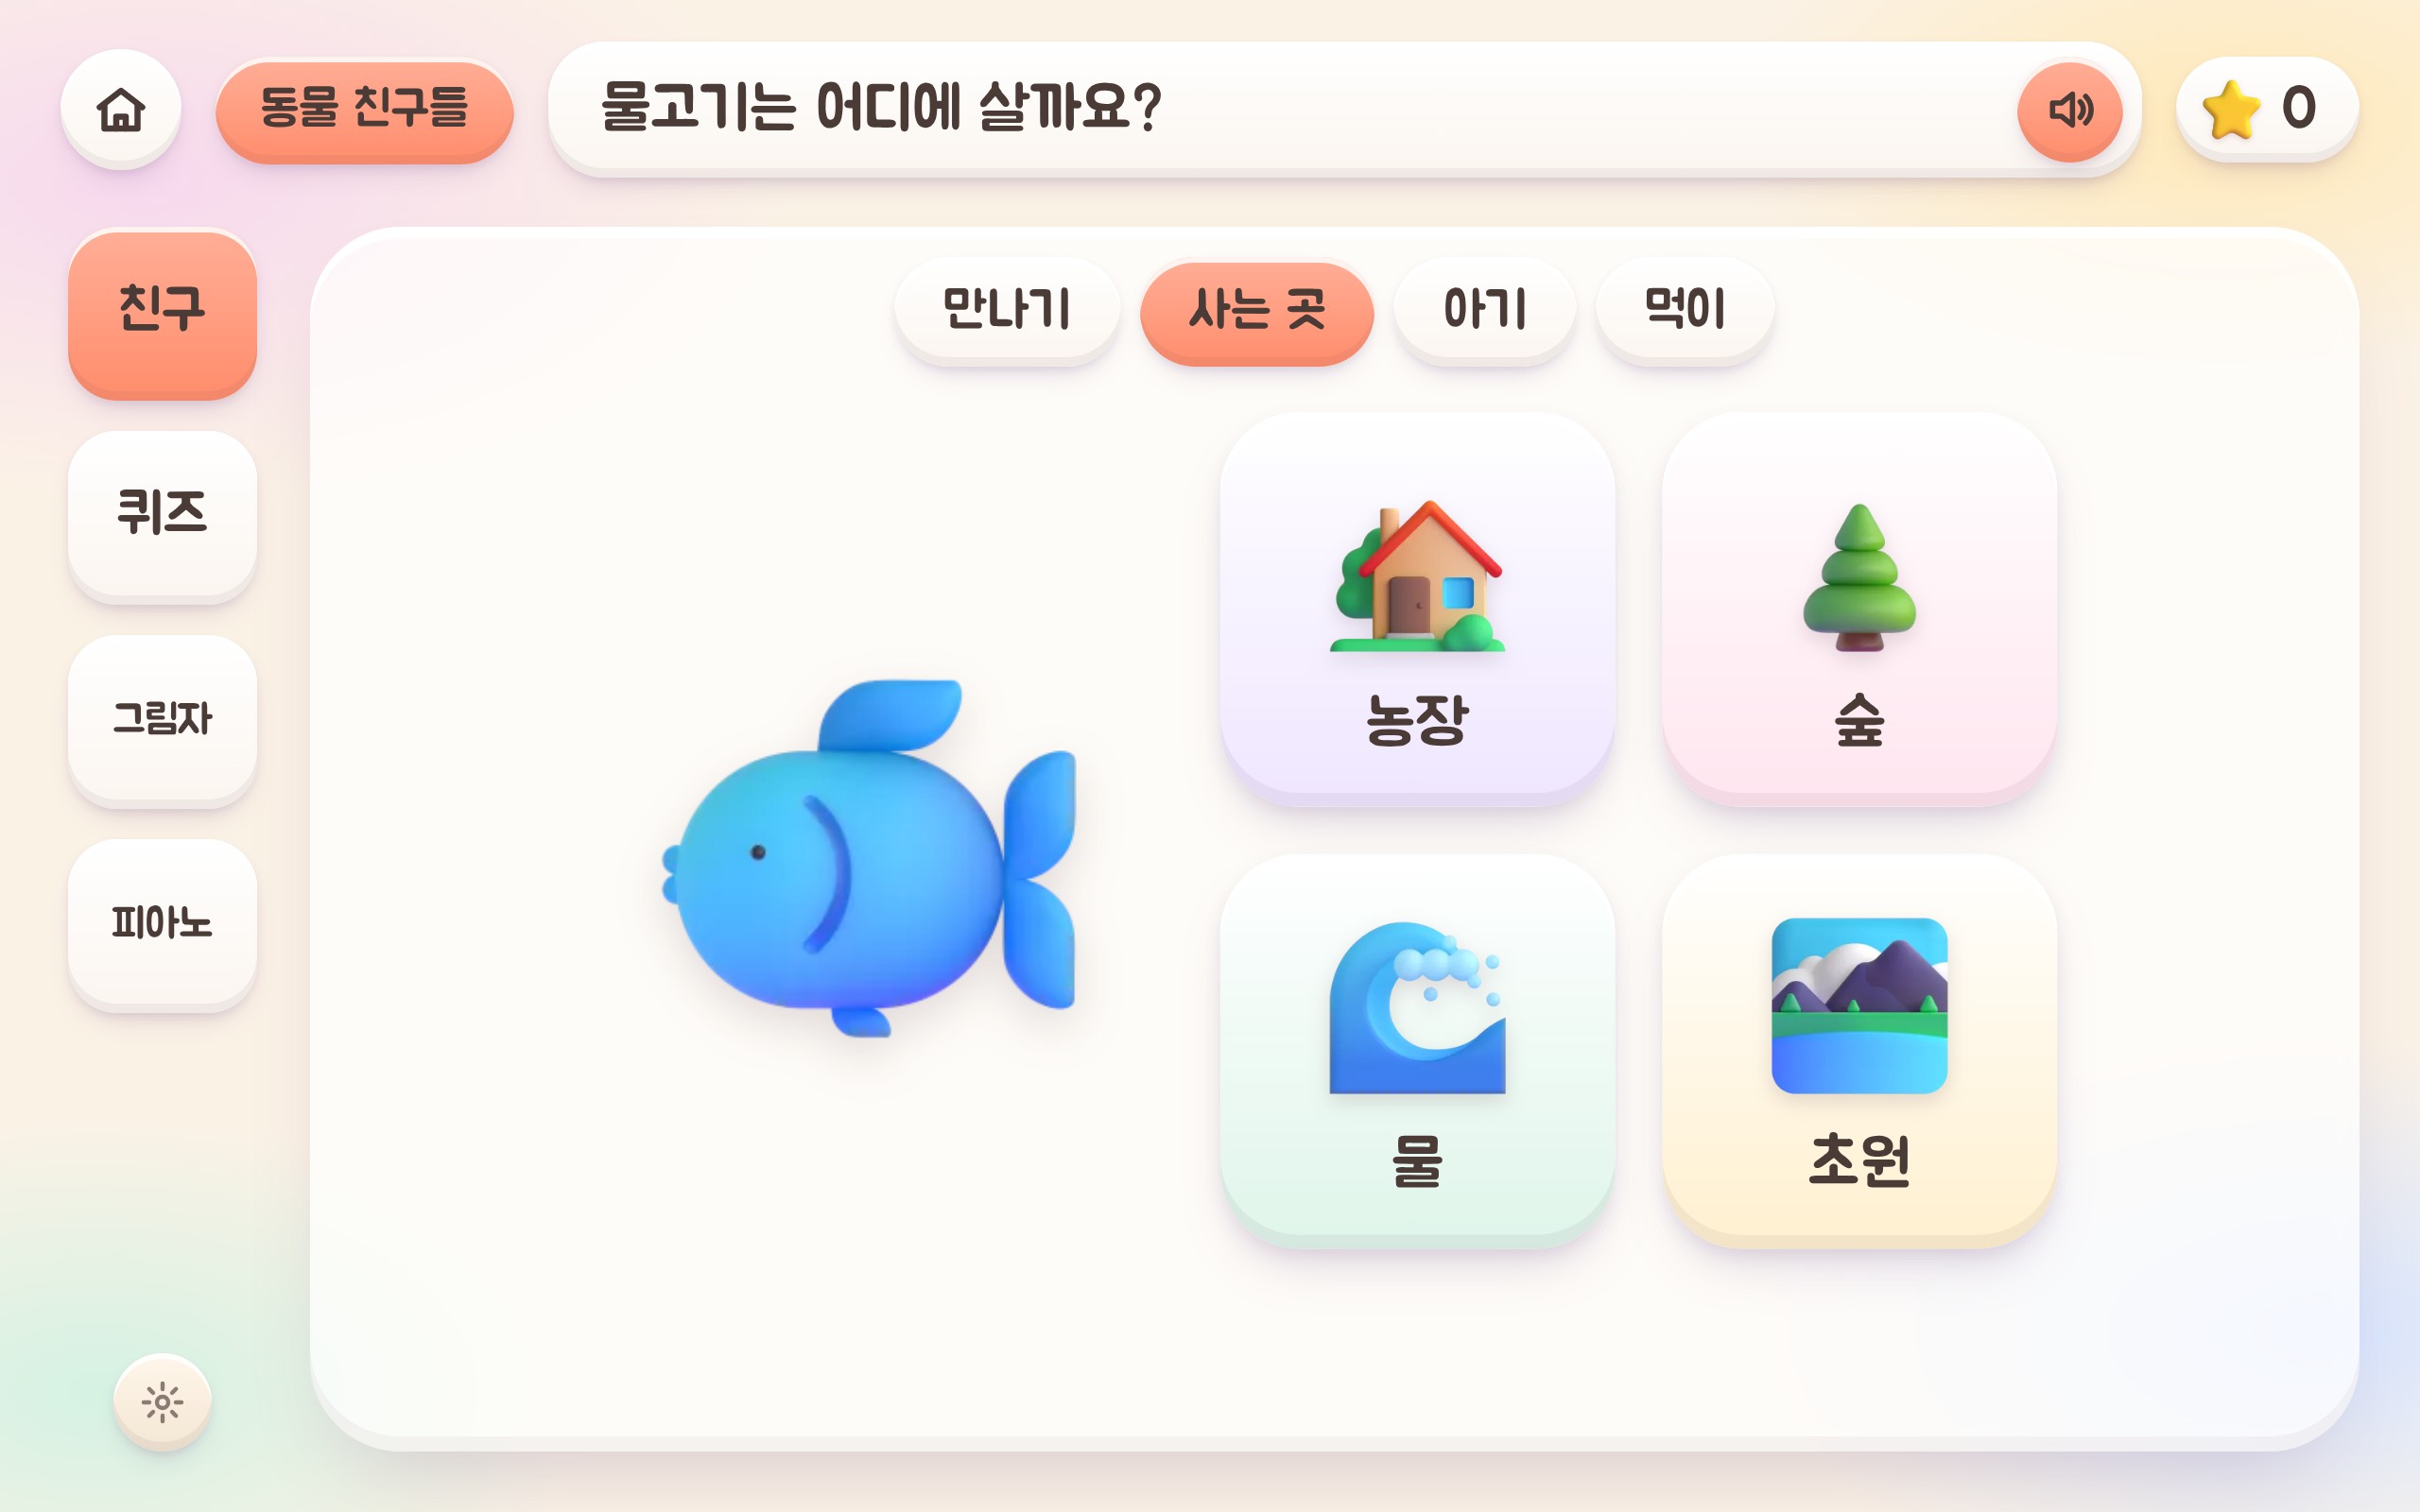 동물 친구들
물고기는 어디에 살까요?
0
친구
퀴즈
그림자
피아노
만나기
사는 곳
아기
먹이
농장
숲
물
초원